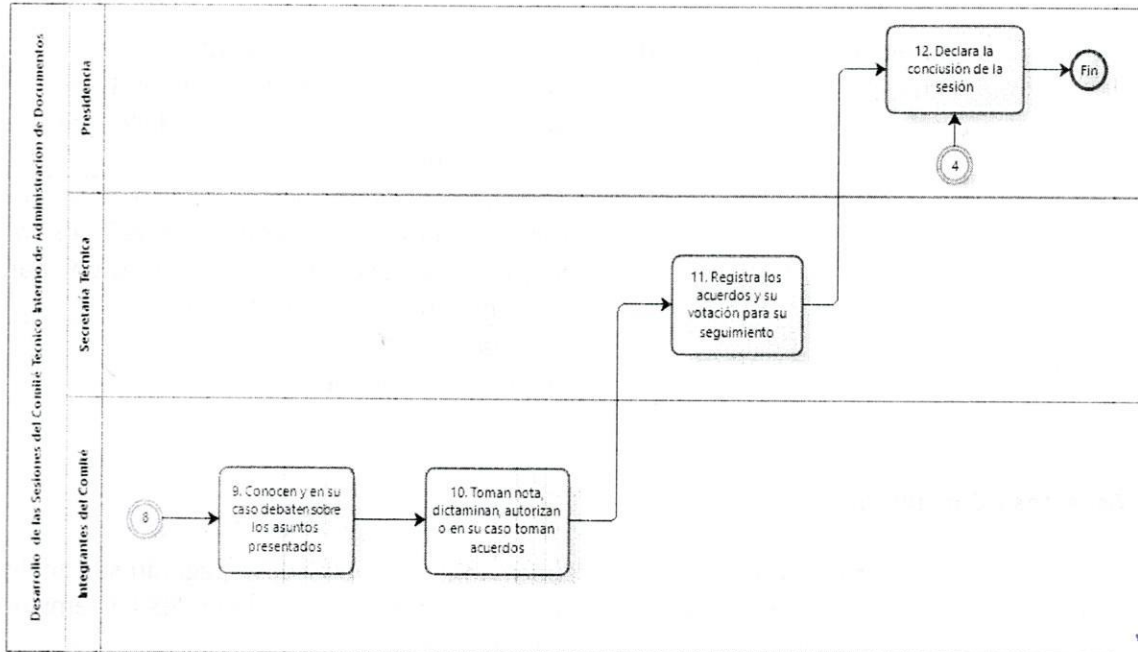 Desarrollo de las Sesiones del Comité Tecnico Interno de Administracion de Documentos
Presidencia
12. Declara la
conclusión de la
sesión
Fin
4
Secretaría Técnica
11. Registra los
acuerdos y su
votación para su
seguimiento
Integrantes del Comité
8
9. Conocen y en su
caso debaten sobre
los asuntos
presentados
10. Toman nota,
dictaminan, autorizan
o en su caso toman
acuerdos